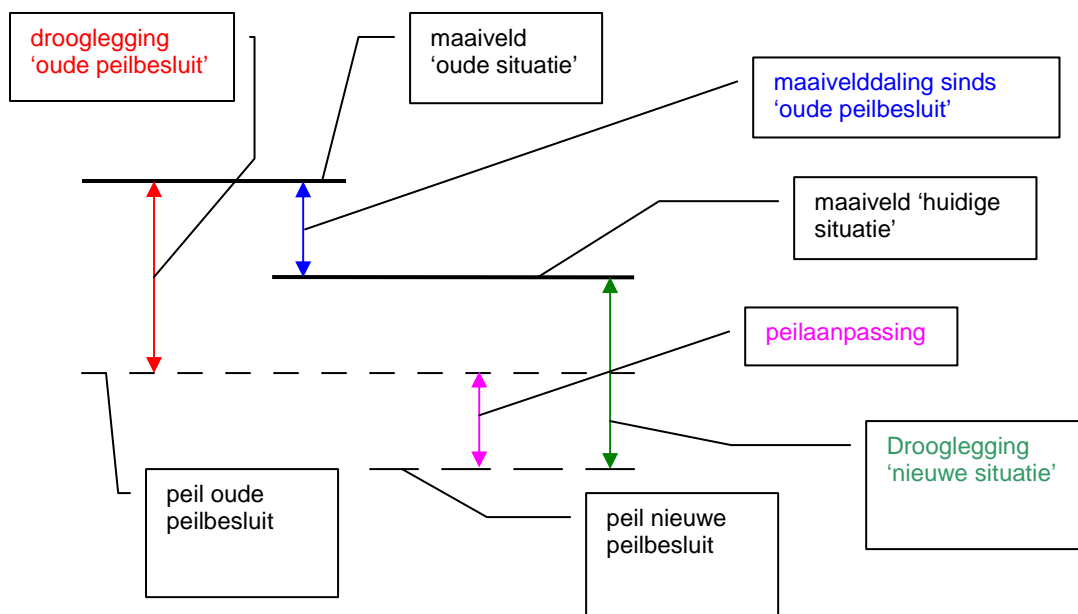 drooglegging
‘oude peilbesluit’
maaiveld
‘oude situatie’
maaivelddaling sinds
‘oude peilbesluit’
maaiveld ‘huidige
situatie’
peilaanpassing
Drooglegging
‘nieuwe situatie’
peil oude
peilbesluit
peil nieuwe
peilbesluit